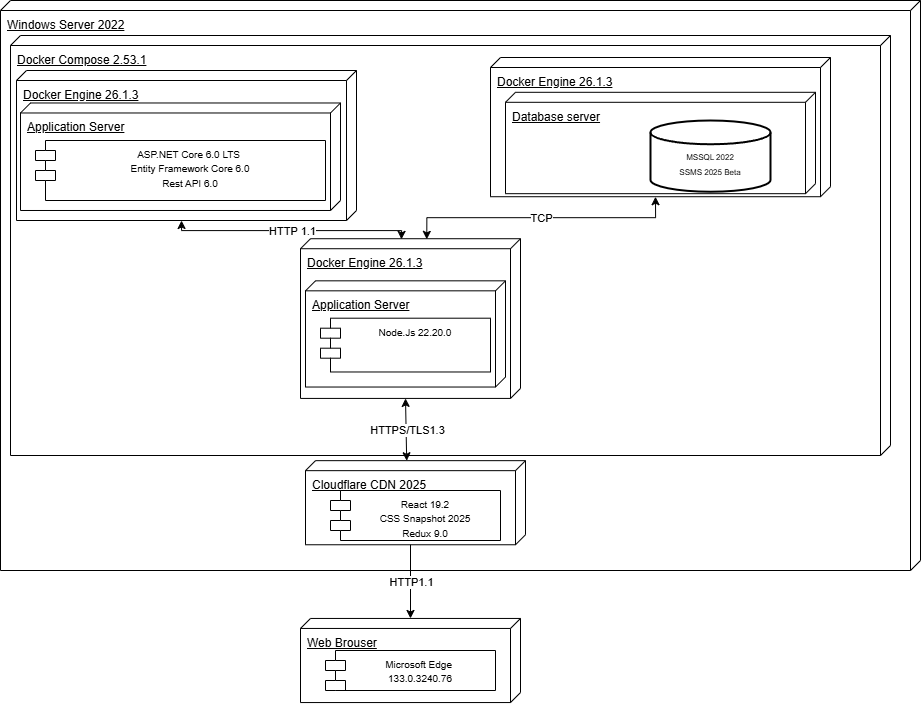 Windows Server 2022
Docker Compose 2.53.1
Docker Engine 26.1.3
Application Server
ASP.NET Core 6.0 LTS
Entity Framework Core 6.0
Rest API 6.0
Docker Engine 26.1.3
Database server
MSSQL 2022
SSMS 2025 Beta
HTTP 1.1
TCP
Docker Engine 26.1.3
Application Server
Node.Js 22.20.0
HTTPS/TLS1.3
Cloudflare CDN 2025
React 19.2
CSS Snapshot 2025
Redux 9.0
HTTP1.1
Web Brouser
Microsoft Edge
133.0.3240.76